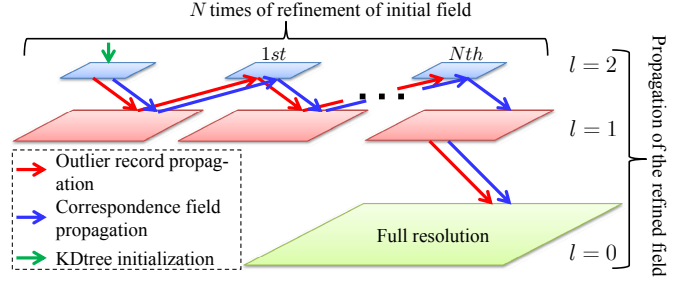 N times of refinement of initial field
1st
Nth
l = 2
l = 1
l = 0
Propagation of the refined field
Outlier record propag-
ation
Correspondence field
propagation
KDtree initialization
Full resolution